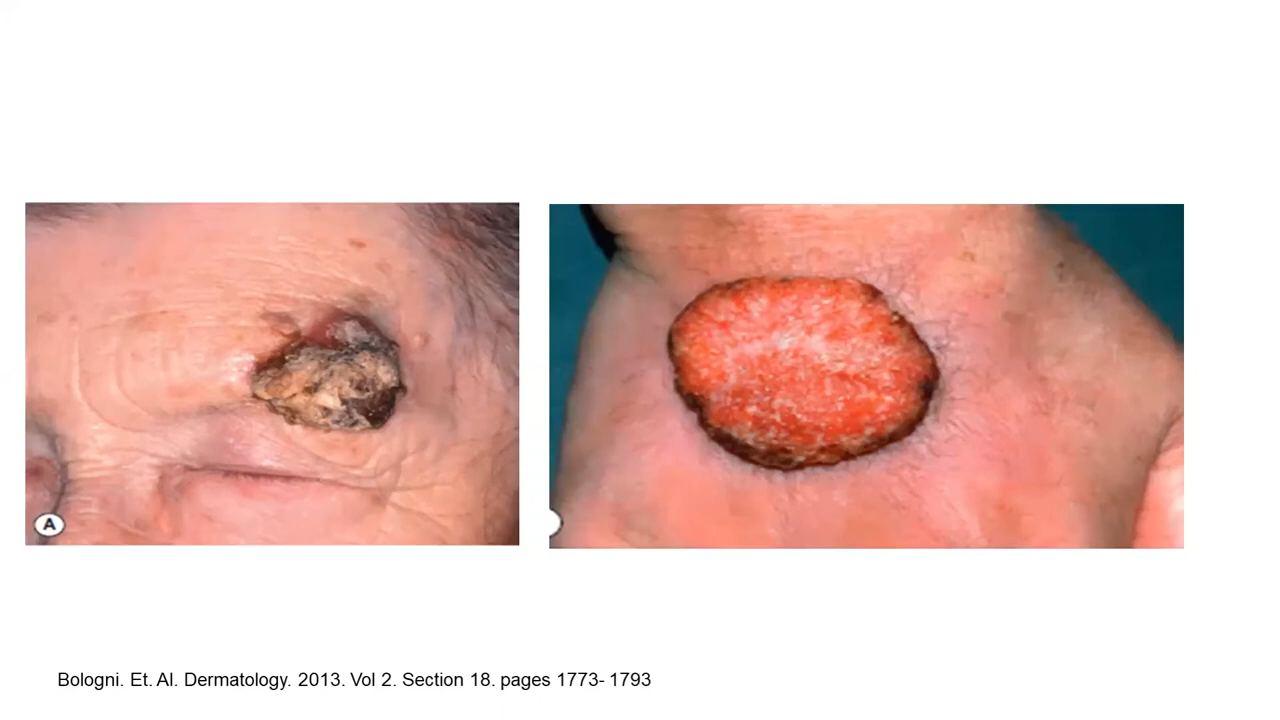 A
Bologni. Et. Al. Dermatology. 2013. Vol 2. Section 18. pages 1773- 1793